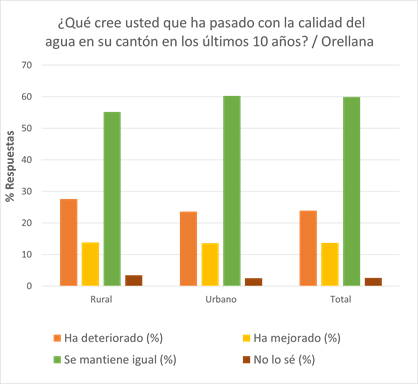 ¿Qué cree usted que ha pasado con la calidad del
agua en su cantón en los últimos 10 años? / Orellana
70
60
50
40
30
20
10
0
% Respuestas
Rural
Urbano
Total
Ha deteriorado (%)
Ha mejorado (%)
Se mantiene igual (%)
No lo sé (%)